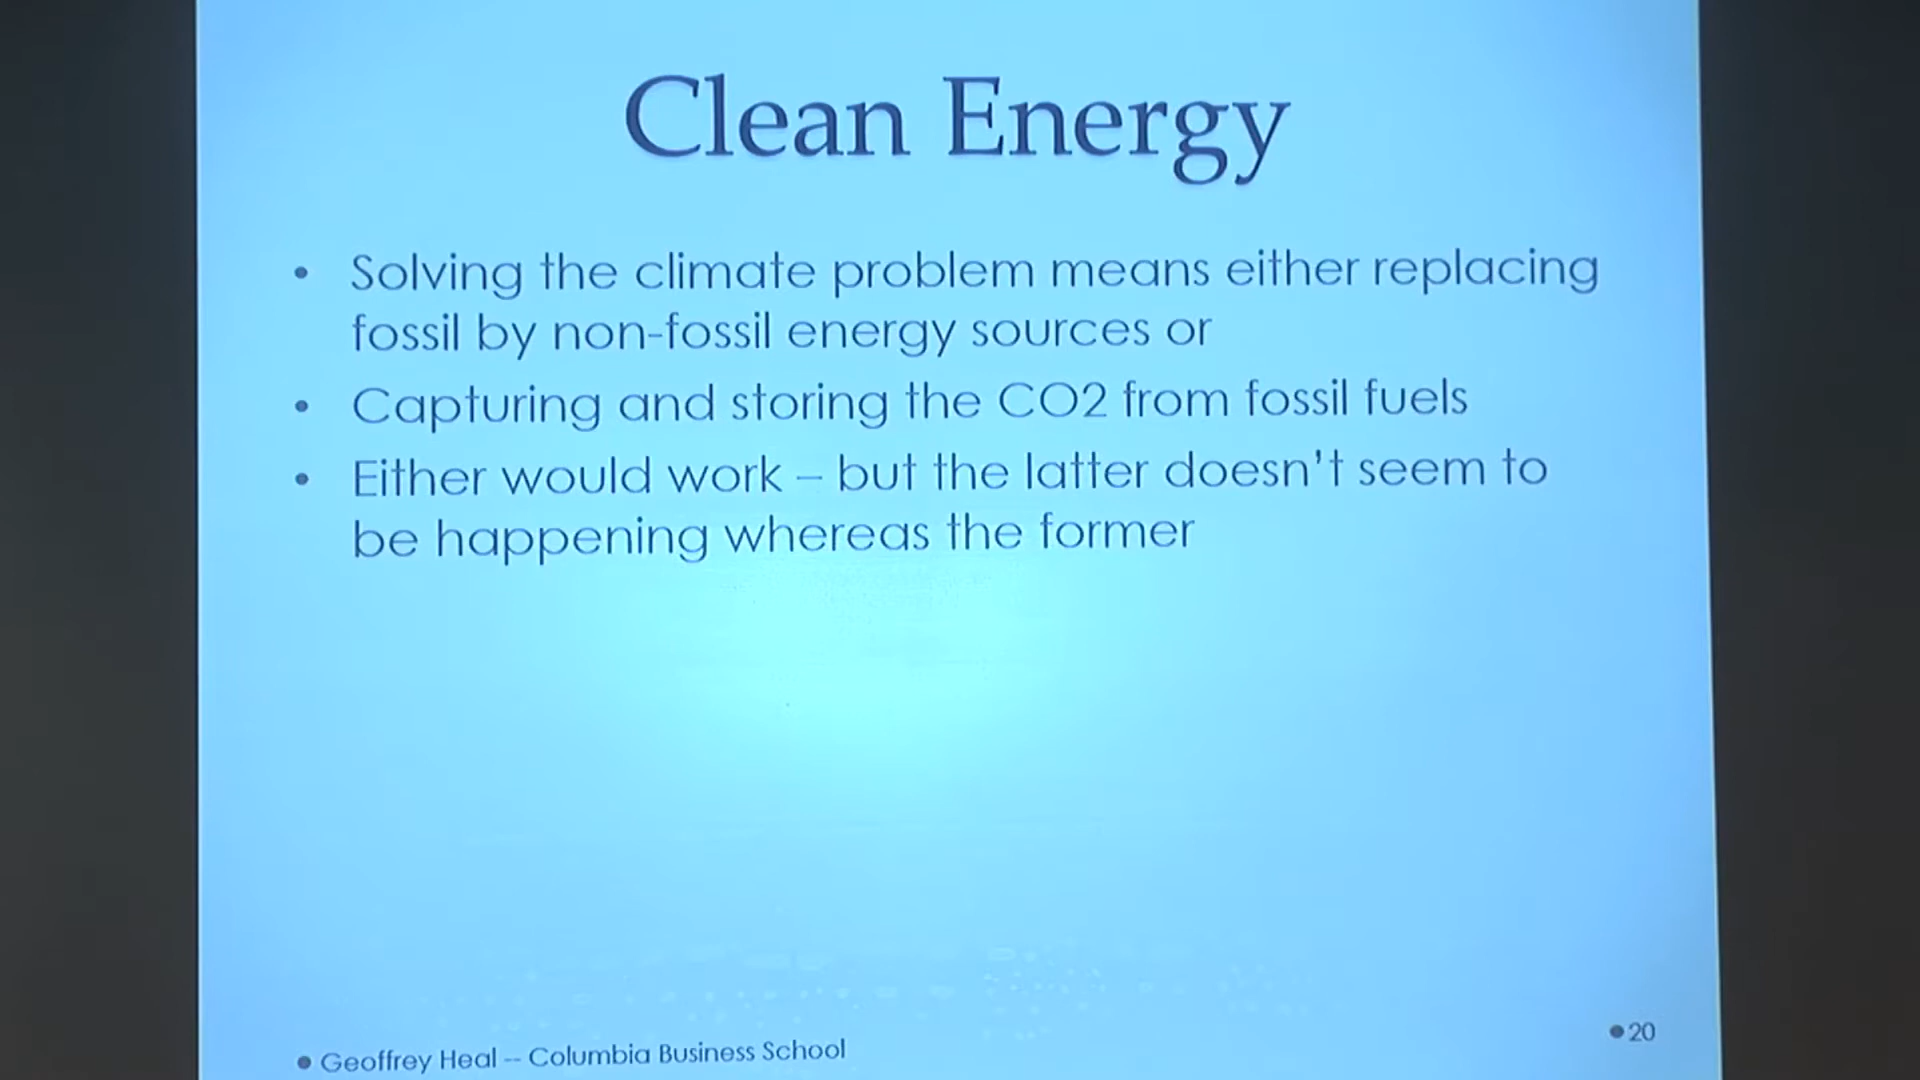 Clean Energy
• Solving the climate problem means either replacing
fossil by non-fossil energy sources or
• Capturing and storing the CO2 from fossil fuels
• Either would work – but the latter doesn't seem to
be happening whereas the former
• Geoffrey Heal -- Columbia Business School
• 20